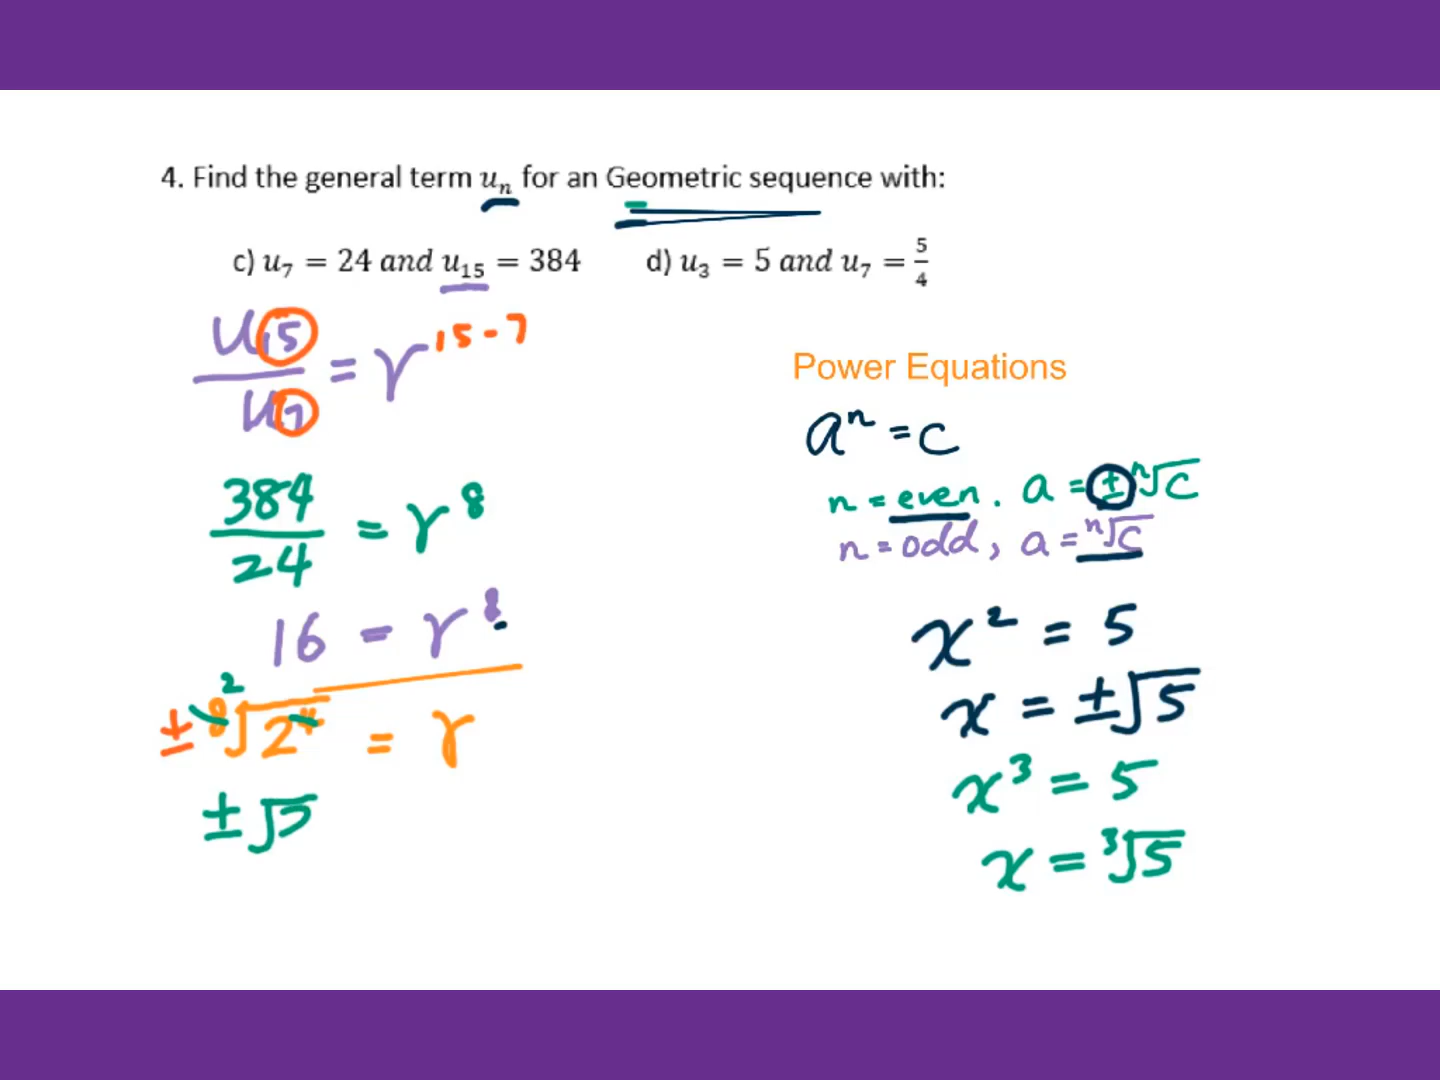 4. Find the general term uₙ for an Geometric sequence with:
c) u₇ = 24 and u₁₅ = 384 d) u₃ = 5 and u₇ = 5/4
u₁₅/u₇ = r¹⁵⁻⁷
384/24 = r⁸
16 = r⁸
± ⁸√2⁴ = r
2
± √
Power Equations
aⁿ = c
n = even. a = ± ⁿ√c
n = odd, a = ⁿ√c
x² = 5
x = ±√5
x³ = 5
x = ³√5